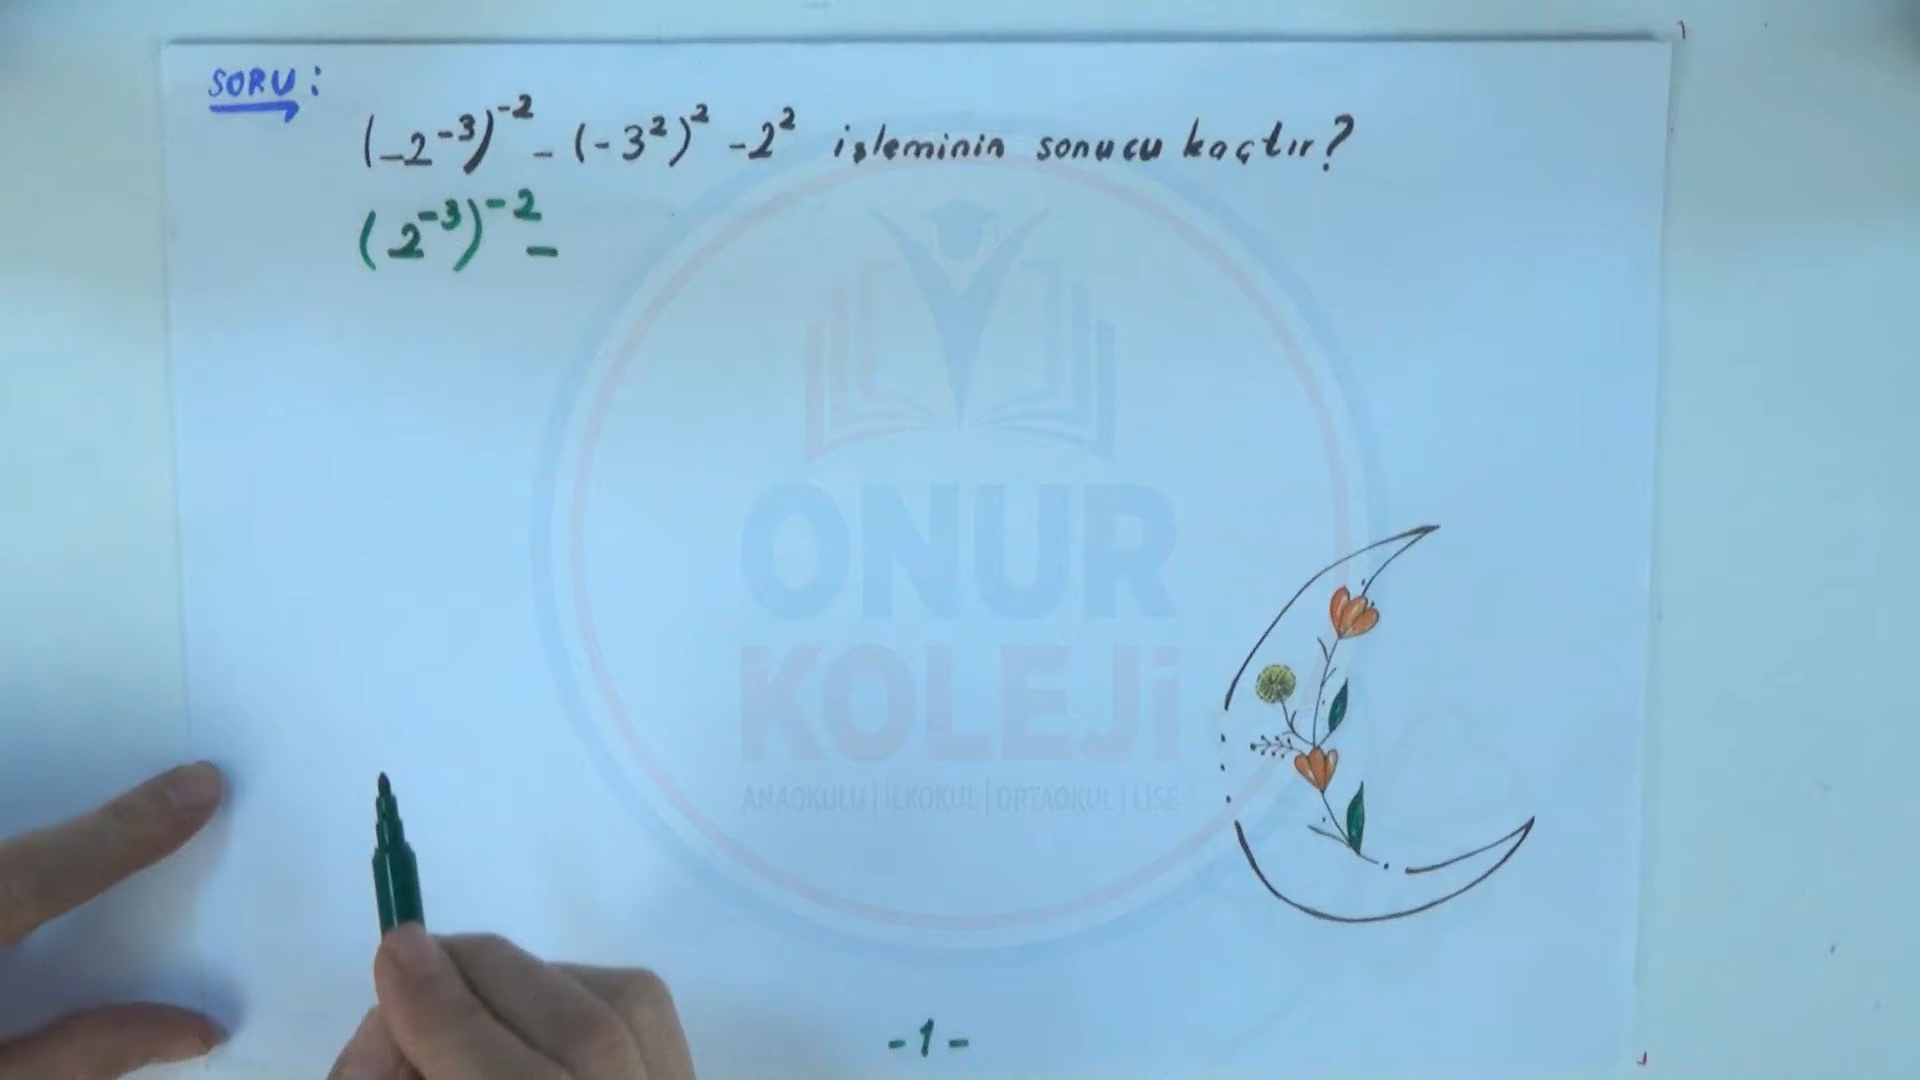 SORU:
(-2⁻³)⁻² - (-3²)² - 2² işleminin sonucu kaçtır?
(2⁻³)⁻² -
ONUR
KOLEJİ
ANAOKULU | İLKOKUL | ORTAOKUL | LİSE
- 1 -